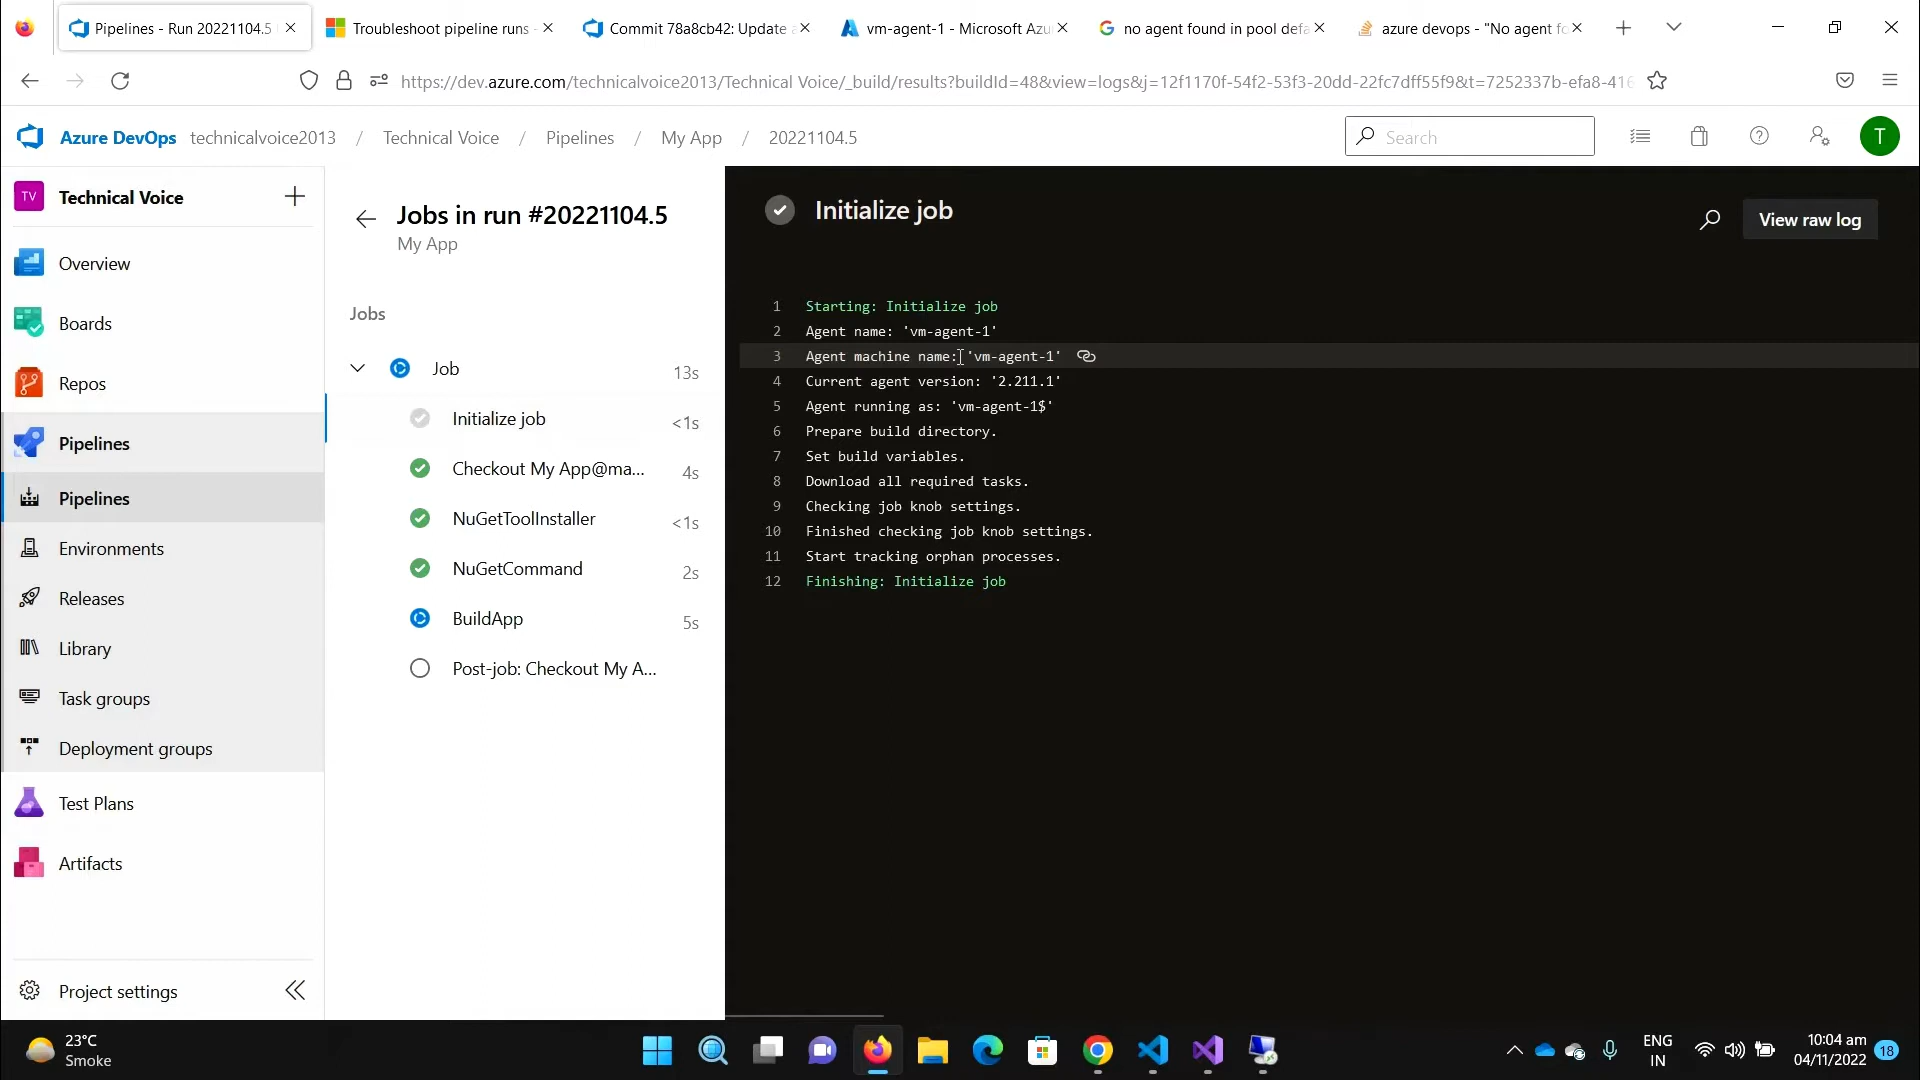 Pipelines - Run 20221104.5
Troubleshoot pipeline runs -
Commit 78a8cb42: Update a
vm-agent-1 - Microsoft Azu
no agent found in pool defa
azure devops - "No agent fo
https://dev.azure.com/technicalvoice2013/Technical Voice/_build/results?buildId=48&view=logs&j=12f1170f-54f2-53f3-20dd-22fc7dff55f9&t=7252337b-efa8-416
Azure DevOps technicalvoice2013 / Technical Voice / Pipelines / My App / 20221104.5
Search
T
TV
Technical Voice
Overview
Boards
Repos
Pipelines
Pipelines
Environments
Releases
Library
Task groups
Deployment groups
Test Plans
Artifacts
Project settings
Jobs in run #20221104.5
My App
Jobs
Job 13s
Initialize job <1s
Checkout My App@ma... 4s
NuGetToolInstaller <1s
NuGetCommand 2s
BuildApp 5s
Post-job: Checkout My A...
Initialize job
View raw log
1 Starting: Initialize job
2 Agent name: 'vm-agent-1'
3 Agent machine name: 'vm-agent-1'
4 Current agent version: '2.211.1'
5 Agent running as: 'vm-agent-1$'
6 Prepare build directory.
7 Set build variables.
8 Download all required tasks.
9 Checking job knob settings.
10 Finished checking job knob settings.
11 Start tracking orphan processes.
12 Finishing: Initialize job
23°C
Smoke
ENG
IN
10:04 am
04/11/2022
18